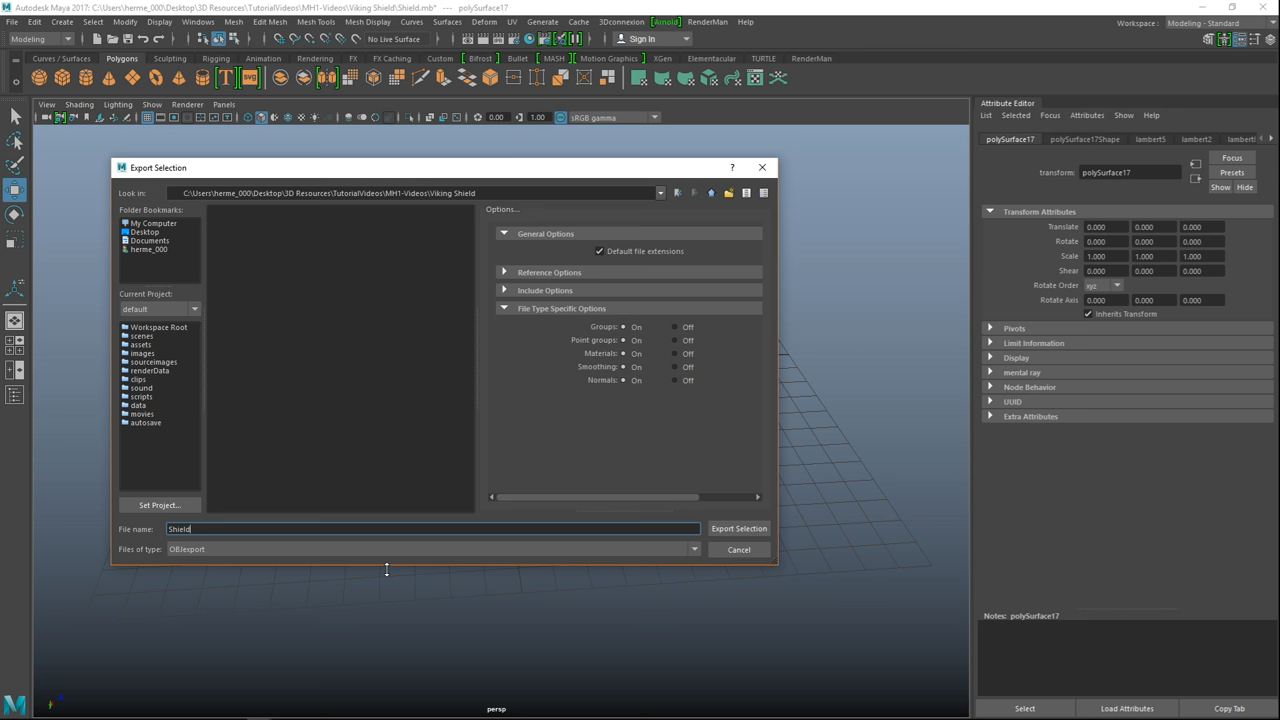 Autodesk Maya 2017: C:\Users\herme_000\Desktop\3D Resources\TutorialVideos\MH1-Videos\Viking Shield\Shield.mb* --- polySurface17
File Edit Create Select Modify Display Windows Mesh Edit Mesh Mesh Tools Mesh Display Curves Surfaces Deform UV Generate Cache 3Dconnexion [Arnold] RenderMan Help
Workspace : Modeling - Standard
Modeling No Live Surface Sign In
Curves / Surfaces Polygons Sculpting Rigging Animation Rendering FX FX Caching Custom Bifrost Bullet MASH Motion Graphics XGen Elementacular TURTLE RenderMan
T SVG
View Shading Lighting Show Renderer Panels
0.00 1.00 sRGB gamma
Export Selection ?
Look in: C:\Users\herme_000\Desktop\3D Resources\TutorialVideos\MH1-Videos\Viking Shield
Folder Bookmarks:
My Computer
Desktop
Documents
herme_000
Current Project:
default
Workspace Root
scenes
assets
images
sourceimages
renderData
clips
sound
scripts
data
movies
autosave
Set Project...
Options...
General Options
Default file extensions
Reference Options
Include Options
File Type Specific Options
Groups: On Off
Point groups: On Off
Materials: On Off
Smoothing: On Off
Normals: On Off
File name: Shield Export Selection
Files of type: OBJexport Cancel
persp
Attribute Editor
List Selected Focus Attributes Show Help
polySurface17 polySurface17Shape lambert5 lambert2 lambert
transform: polySurface17
Focus
Presets
Show Hide
Transform Attributes
Translate 0.000 0.000 0.000
Rotate 0.000 0.000 0.000
Scale 1.000 1.000 1.000
Shear 0.000 0.000 0.000
Rotate Order xyz
Rotate Axis 0.000 0.000 0.000
Inherits Transform
Pivots
Limit Information
Display
mental ray
Node Behavior
UUID
Extra Attributes
Notes: polySurface17
Select Load Attributes Copy Tab